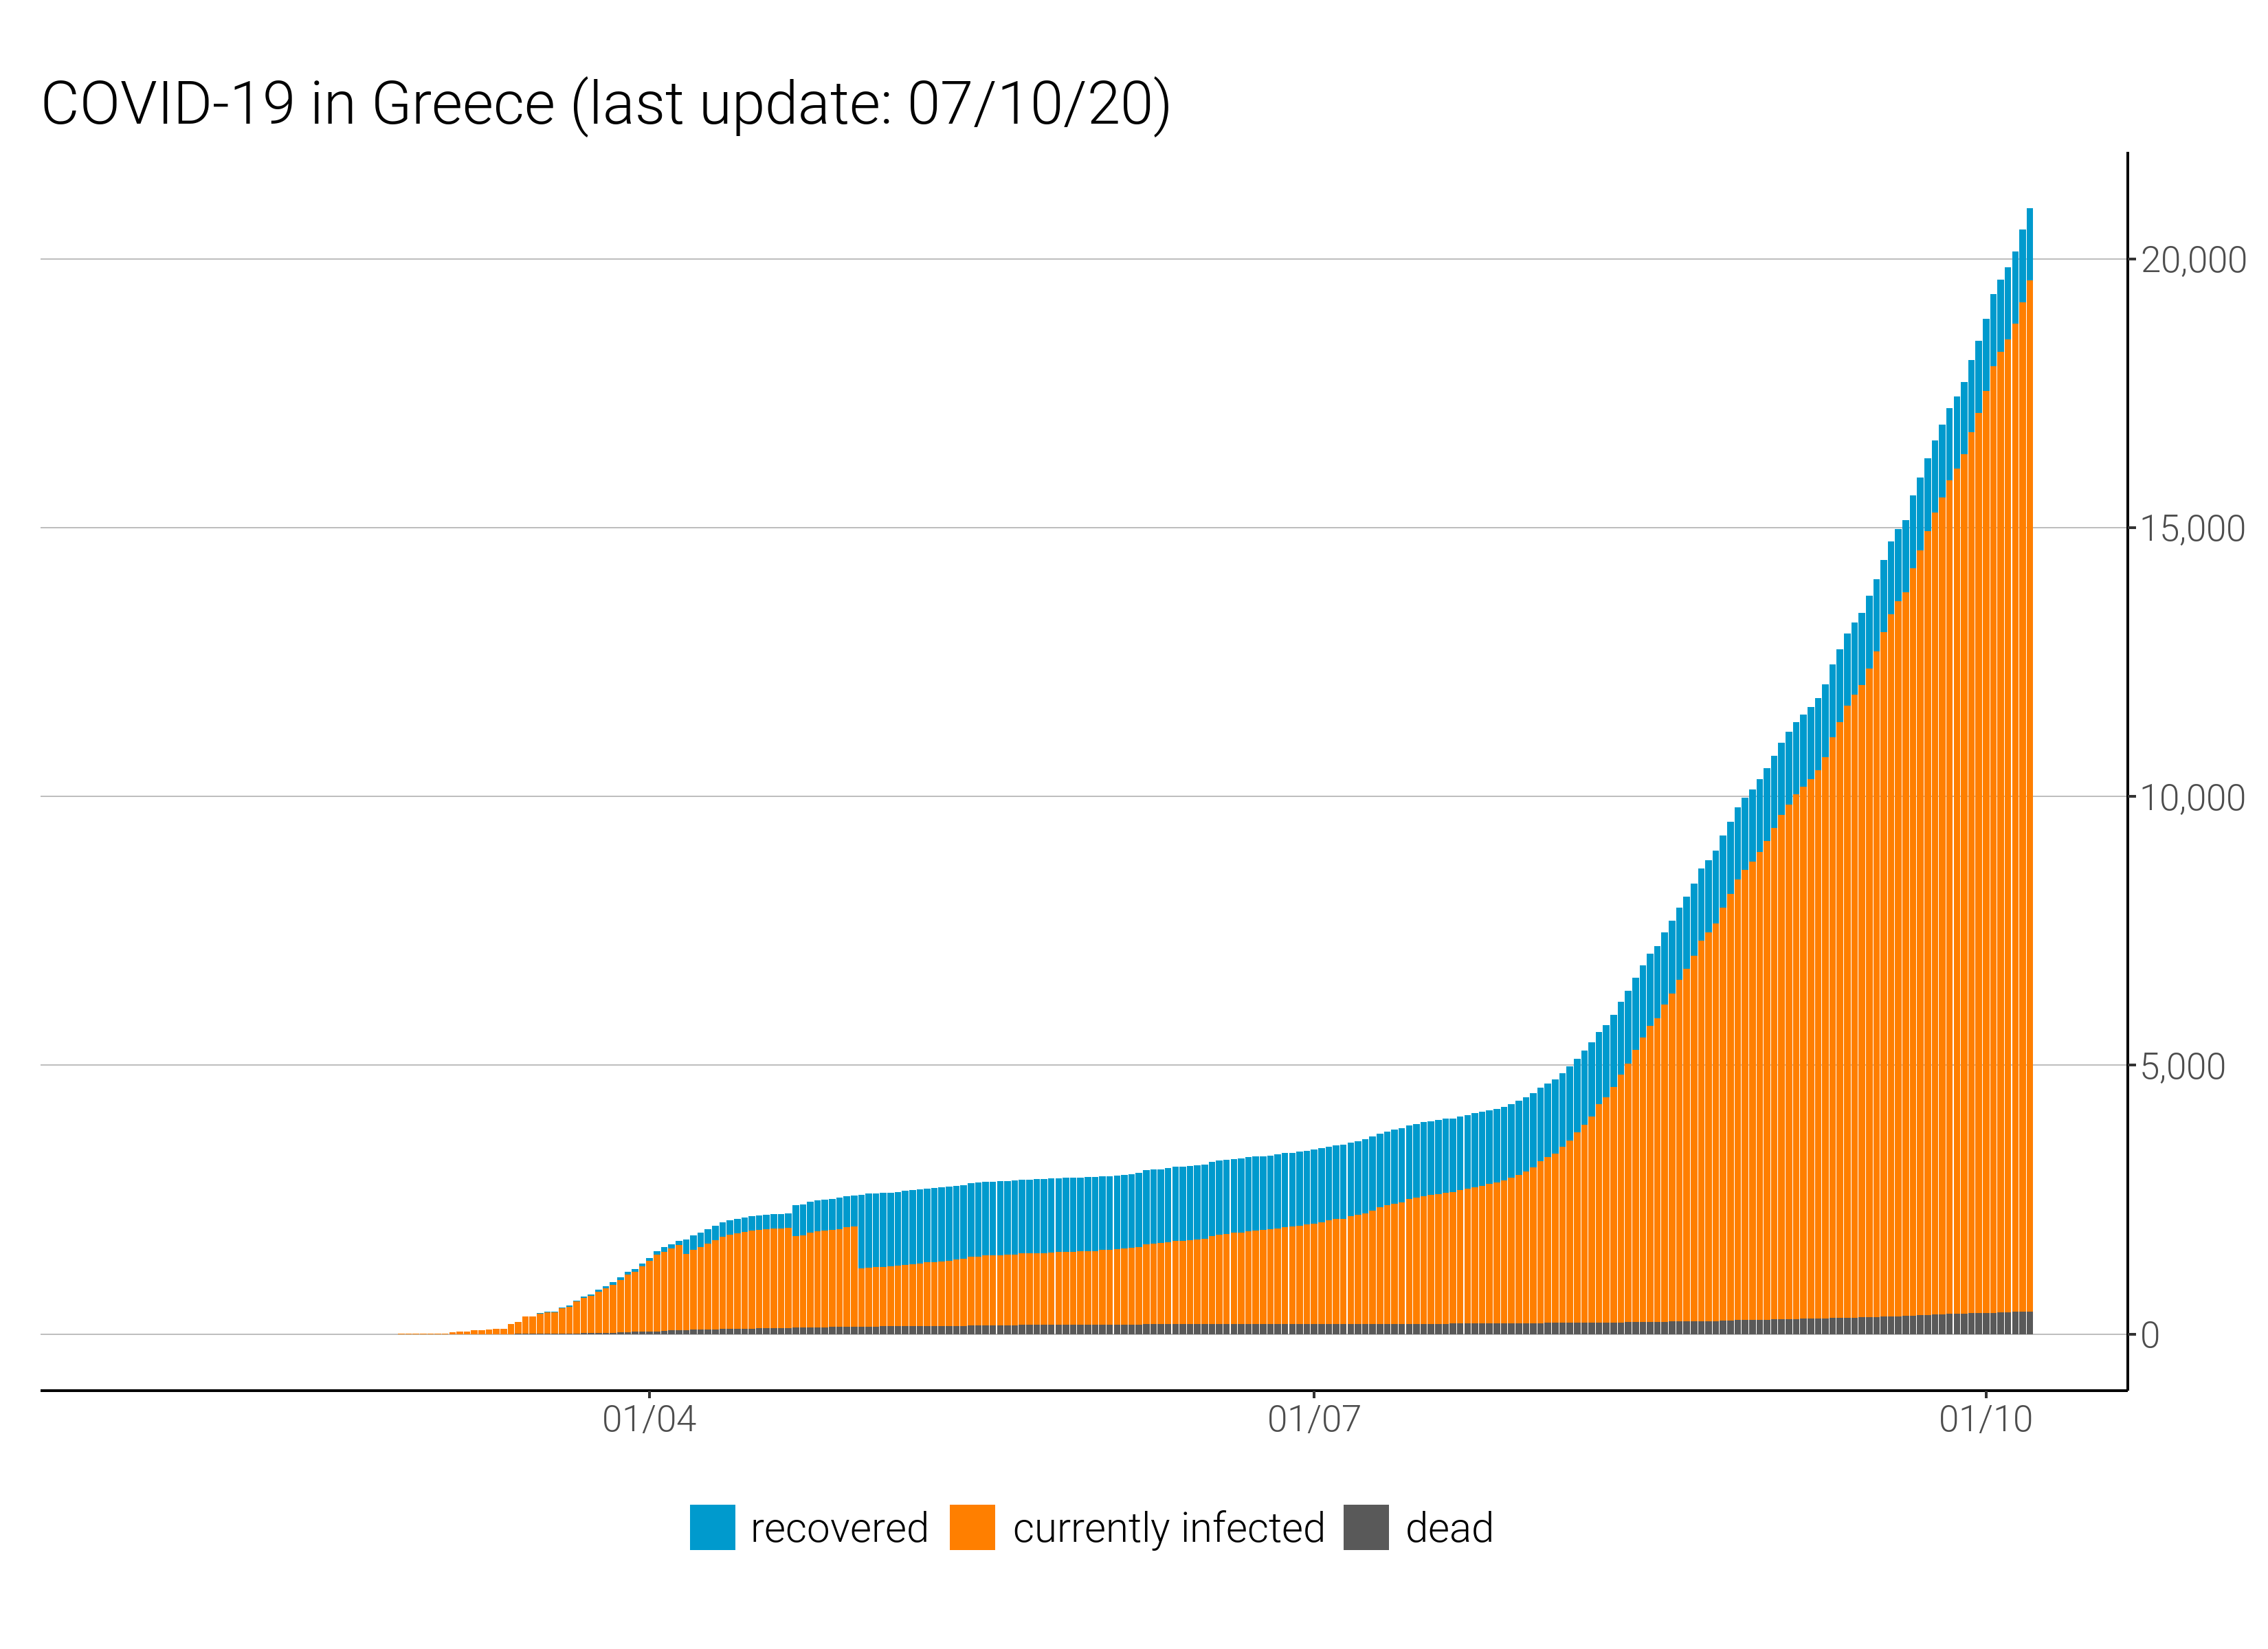 COVID-19 in Greece (last update: 07/10/20)
20,000
15,000
10,000
5,000
0
01/04 01/07 01/10
recovered currently infected dead